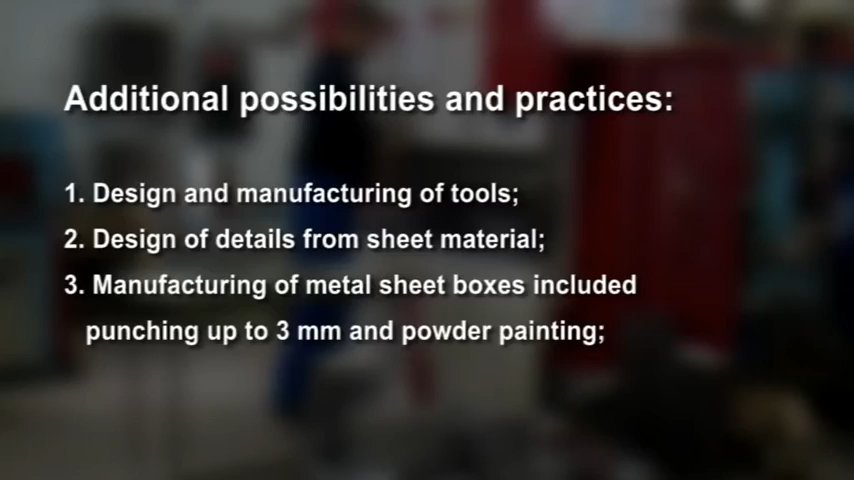 Additional possibilities and practices:
1. Design and manufacturing of tools;
2. Design of details from sheet material;
3. Manufacturing of metal sheet boxes included
punching up to 3 mm and powder painting;